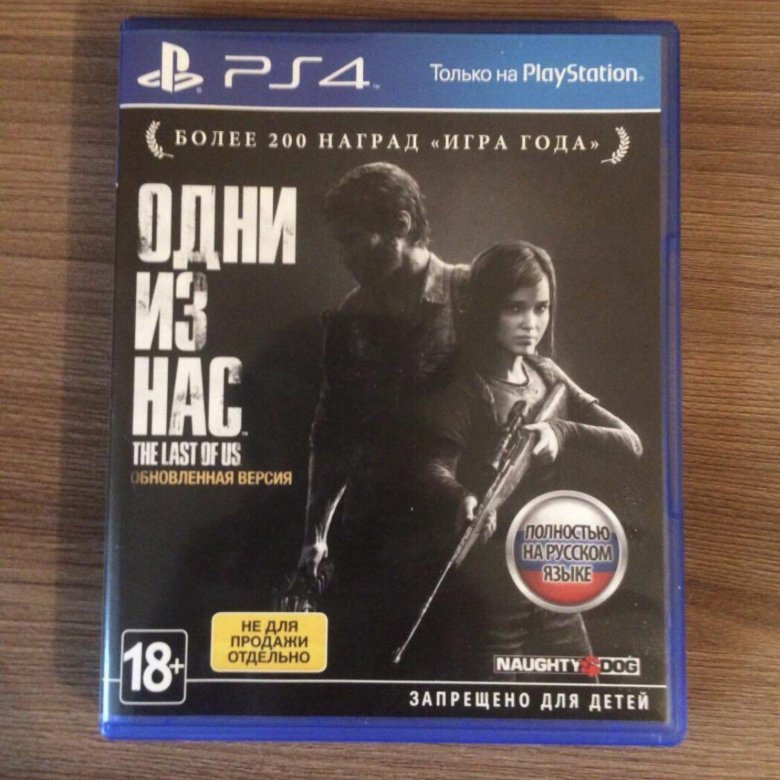 PS4
Только на PlayStation®
БОЛЕЕ 200 НАГРАД «ИГРА ГОДА»
ОДНИ
ИЗ
НАС™
THE LAST OF US
ОБНОВЛЕННАЯ ВЕРСИЯ
ПОЛНОСТЬЮ
НА РУССКОМ
ЯЗЫКЕ
НЕ ДЛЯ
ПРОДАЖИ
ОТДЕЛЬНО
18+
NAUGHTY DOG
ЗАПРЕЩЕНО ДЛЯ ДЕТЕЙ